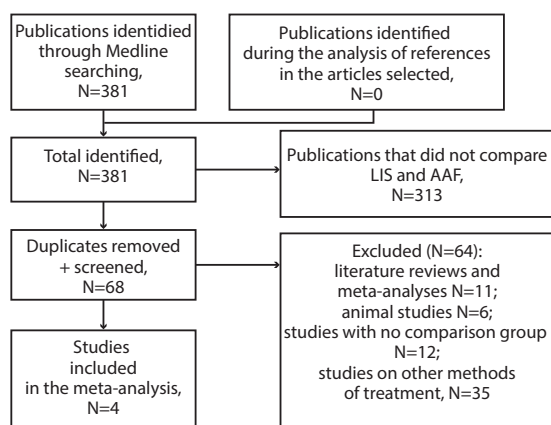 Publications identidied
through Medline
searching,
N=381
Publications identified
during the analysis of references
in the articles selected,
N=0
Total identified,
N=381
Publications that did not compare
LIS and AAF,
N=313
Duplicates removed
+ screened,
N=68
Excluded (N=64):
literature reviews and
meta-analyses N=11;
animal studies N=6;
studies with no comparison group
N=12;
studies on other methods
of treatment, N=35
Studies
included
in the meta-analysis,
N=4